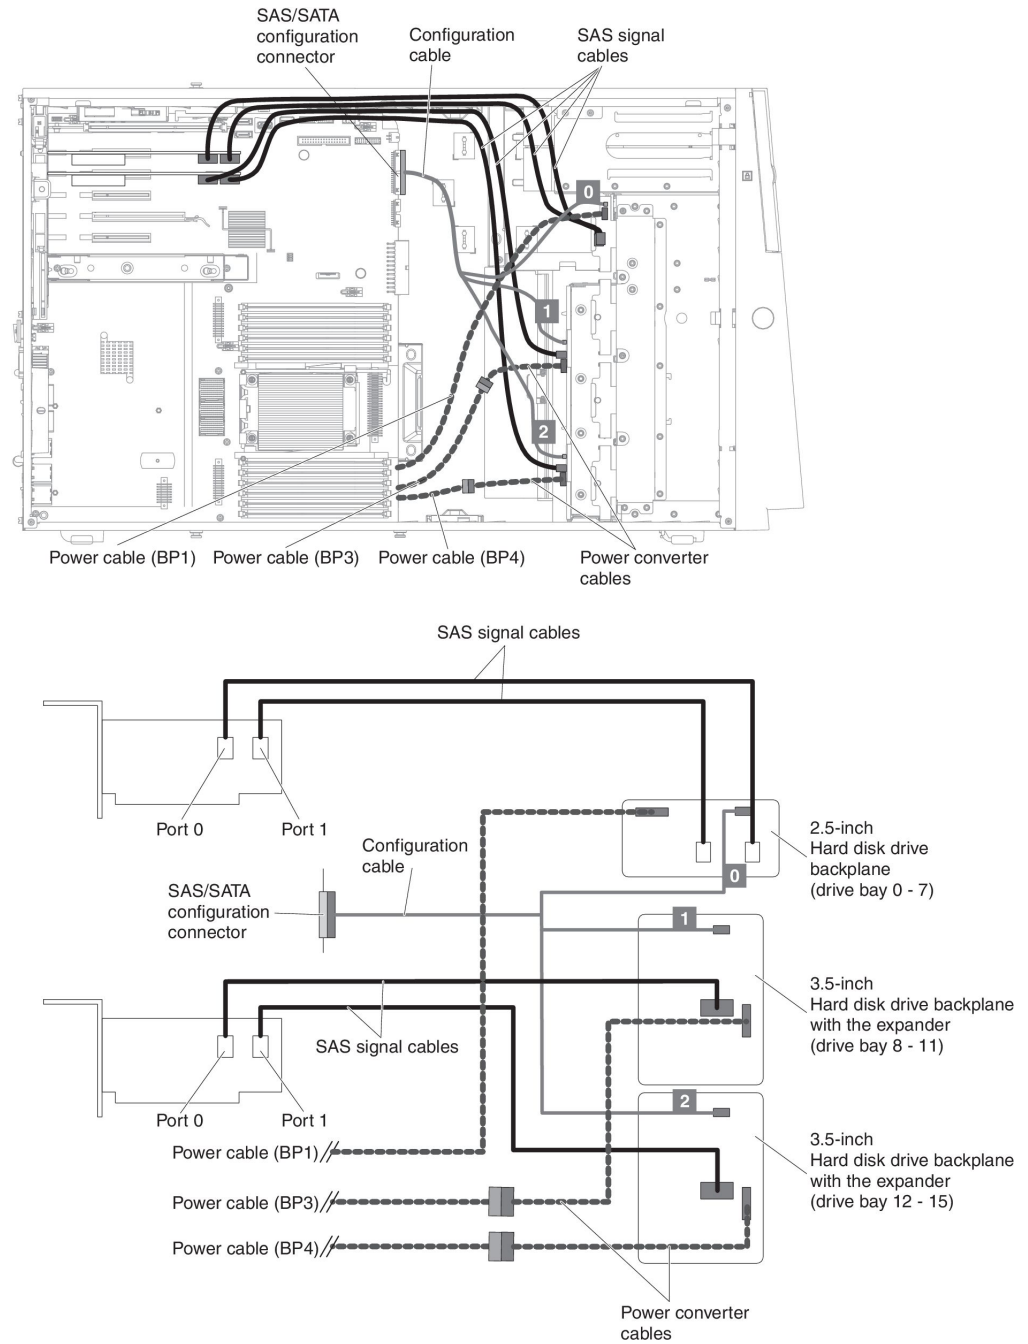 SAS/SATA
configuration
connector
Configuration
cable
SAS signal
cables
0
1
2
Power cable (BP1)
Power cable (BP3)
Power cable (BP4)
Power converter
cables
SAS signal cables
Port 0
Port 1
2.5-inch
Hard disk drive
backplane
(drive bay 0 - 7)
Configuration
cable
0
SAS/SATA
configuration
connector
1
3.5-inch
Hard disk drive backplane
with the expander
(drive bay 8 - 11)
SAS signal cables
Port 0
Port 1
2
3.5-inch
Hard disk drive backplane
with the expander
(drive bay 12 - 15)
Power cable (BP1)
Power cable (BP3)
Power cable (BP4)
Power converter
cables